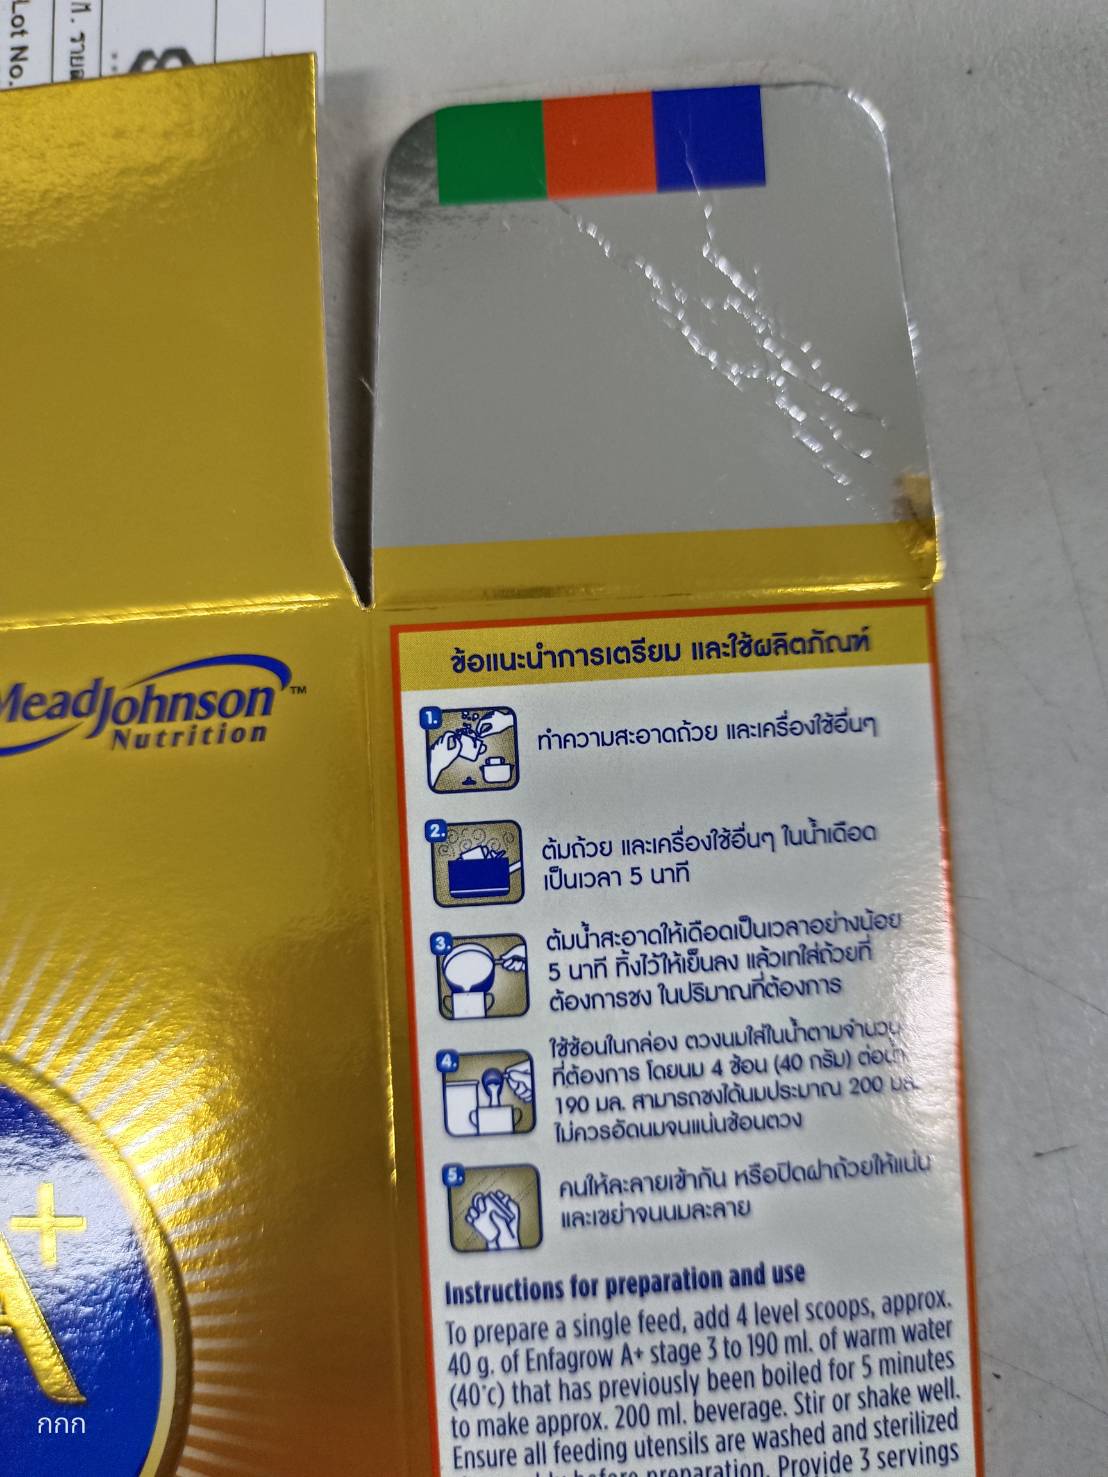 Lot No.
MeadJohnson™
Nutrition
A+
กกก
ข้อแนะนำการเตรียม และใช้ผลิตภัณฑ์
1.
ทำความสะอาดถ้วย และเครื่องใช้อื่นๆ
2.
ต้มถ้วย และเครื่องใช้อื่นๆ ในน้ำเดือด
เป็นเวลา 5 นาที
3.
ต้มน้ำสะอาดให้เดือดเป็นเวลาอย่างน้อย
5 นาที ทิ้งไว้ให้เย็นลง แล้วเทใส่ถ้วยที่
ต้องการชง ในปริมาณที่ต้องการ
4.
ใช้ช้อนในกล่อง ตวงนมใส่ในน้ำตามจำนวน
ที่ต้องการ โดยนม 4 ช้อน (40 กรัม) ต่อน้ำ
190 มล. สามารถชงได้นมประมาณ 200 มล.
ไม่ควรอัดนมจนแน่นช้อนตวง
5.
คนให้ละลายเข้ากัน หรือปิดฝาถ้วยให้แน่น
และเขย่าจนนมละลาย
Instructions for preparation and use
To prepare a single feed, add 4 level scoops, approx.
40 g. of Enfagrow A+ stage 3 to 190 ml. of warm water
(40°c) that has previously been boiled for 5 minutes
to make approx. 200 ml. beverage. Stir or shake well.
Ensure all feeding utensils are washed and sterilized
before preparation. Provide 3 servings